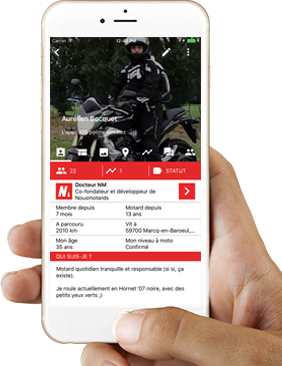 Carrier
12:45 PM
Aurélien Bocquet
22
1
STATUT
Docteur NM
Co-fondateur et développeur de
Nousmotards
Membre depuis
7 mois
Motard depuis
13 ans
A parcouru
2010 km
Vit à
59700 Marcq-en-Baroeul,...
Mon âge
35 ans
Mon niveau à moto
Confirmé
QUI SUIS-JE ?
Motard quotidien tranquille et responsable (si si, ça
existe).
Je roule actuellement en Hornet '07 noire, avec des
petits yeux verts ;)